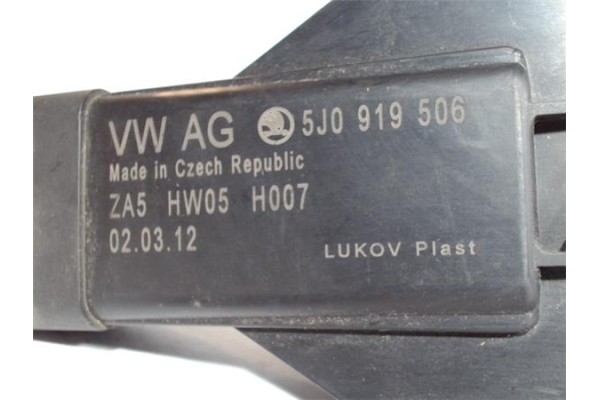 VW AG 5J0 919 506
Made in Czech Republic
ZA5 HW05 H007
02.03.12 LUKOV Plast